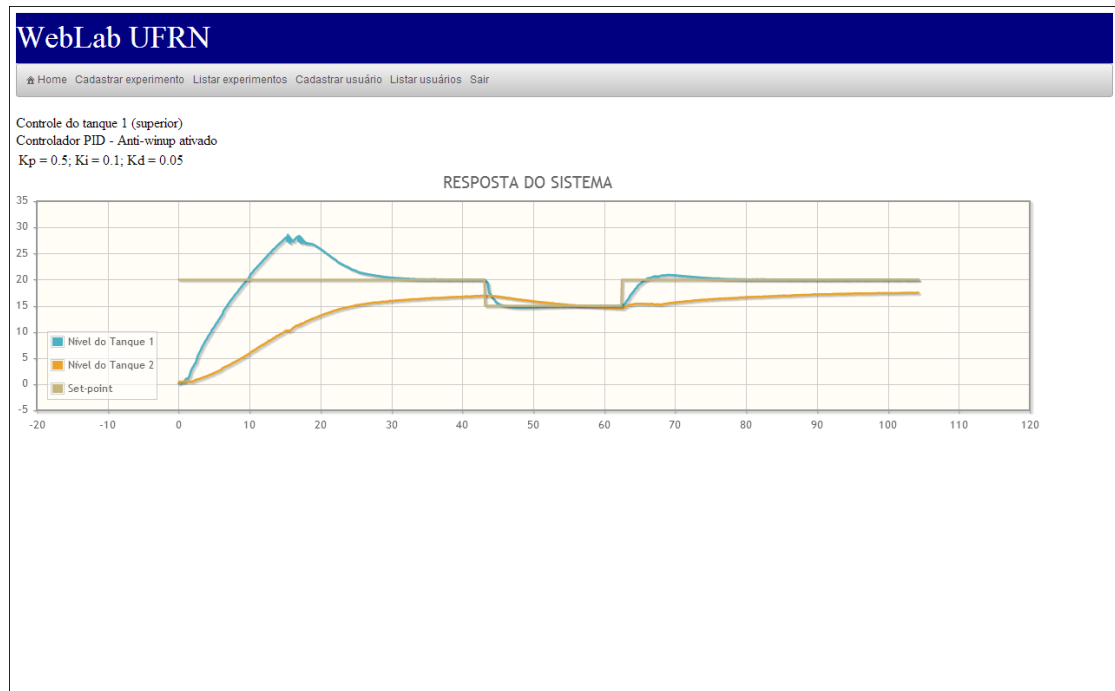 WebLab UFRN
Home Cadastrar experimento Listar experimentos Cadastrar usuário Listar usuários Sair
Controle do tanque 1 (superior)
Controlador PID - Anti-winup ativado
Kp = 0.5; Ki = 0.1; Kd = 0.05
RESPOSTA DO SISTEMA
35
30
25
20
15
10
5
0
-5
Nível do Tanque 1
Nível do Tanque 2
Set-point
-20 -10 0 10 20 30 40 50 60 70 80 90 100 110 120